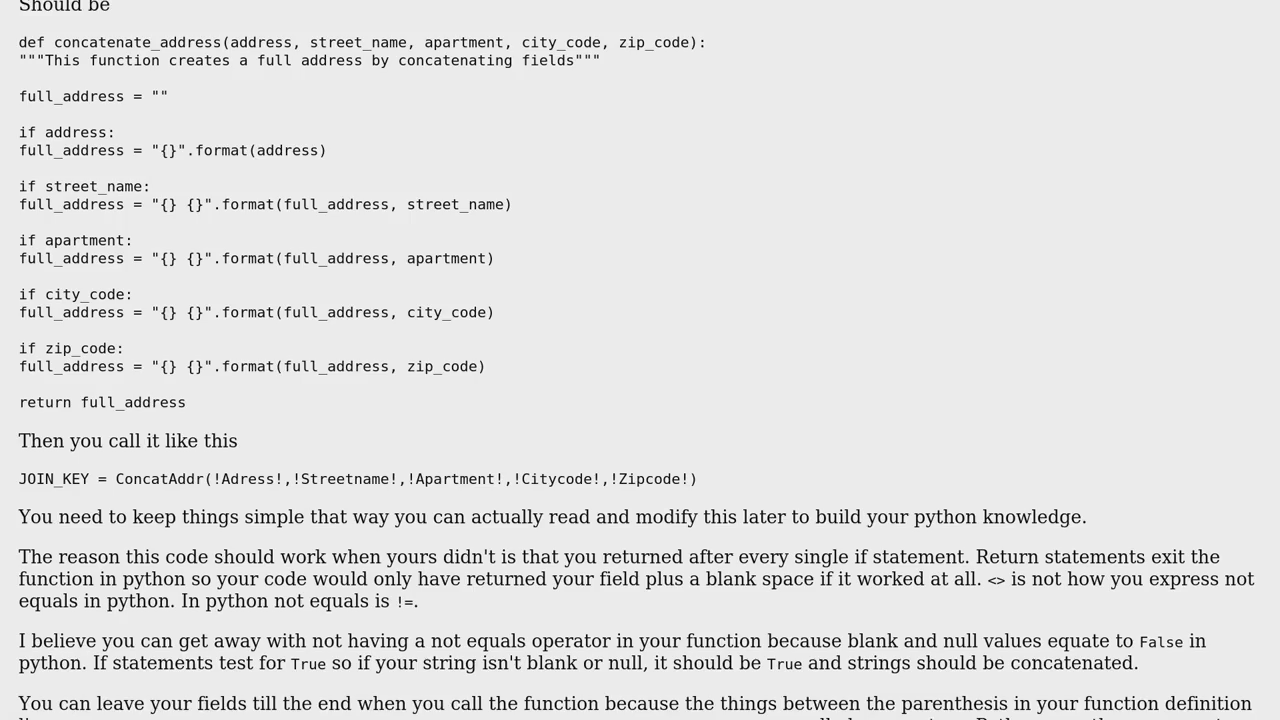 Should be
def concatenate_address(address, street_name, apartment, city_code, zip_code):
"""This function creates a full address by concatenating fields"""
full_address = ""
if address:
full_address = "{}".format(address)
if street_name:
full_address = "{} {}".format(full_address, street_name)
if apartment:
full_address = "{} {}".format(full_address, apartment)
if city_code:
full_address = "{} {}".format(full_address, city_code)
if zip_code:
full_address = "{} {}".format(full_address, zip_code)
return full_address
Then you call it like this
JOIN_KEY = ConcatAddr(!Adress!,!Streetname!,!Apartment!,!Citycode!,!Zipcode!)
You need to keep things simple that way you can actually read and modify this later to build your python knowledge.
The reason this code should work when yours didn't is that you returned after every single if statement. Return statements exit the
function in python so your code would only have returned your field plus a blank space if it worked at all. <> is not how you express not
equals in python. In python not equals is !=.
I believe you can get away with not having a not equals operator in your function because blank and null values equate to False in
python. If statements test for True so if your string isn't blank or null, it should be True and strings should be concatenated.
You can leave your fields till the end when you call the function because the things between the parenthesis in your function definition